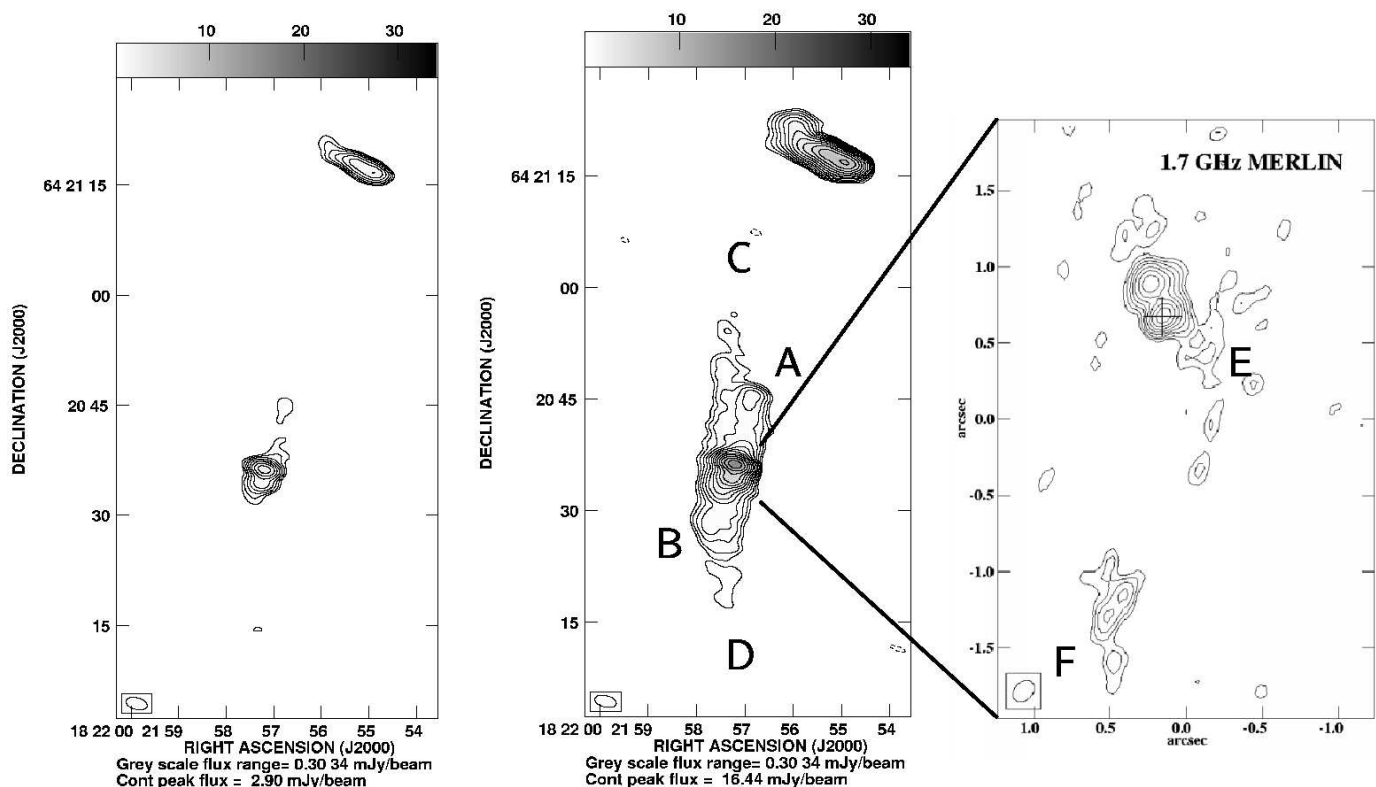 10 20 30
64 21 15
00
20 45
30
15
DECLINATION (J2000)
18 22 00 21 59 58 57 56 55 54
RIGHT ASCENSION (J2000)
Grey scale flux range= 0.30 34 mJy/beam
Cont peak flux = 2.90 mJy/beam
10 20 30
64 21 15
C
00
A
20 45
30
B
15
D
DECLINATION (J2000)
18 22 00 21 59 58 57 56 55 54
RIGHT ASCENSION (J2000)
Grey scale flux range= 0.30 34 mJy/beam
Cont peak flux = 16.44 mJy/beam
1.7 GHz MERLIN
1.5
1.0
0.5
E
0.0
-0.5
-1.0
-1.5
F
arcsec
1.0 0.5 0.0 -0.5 -1.0
arcsec